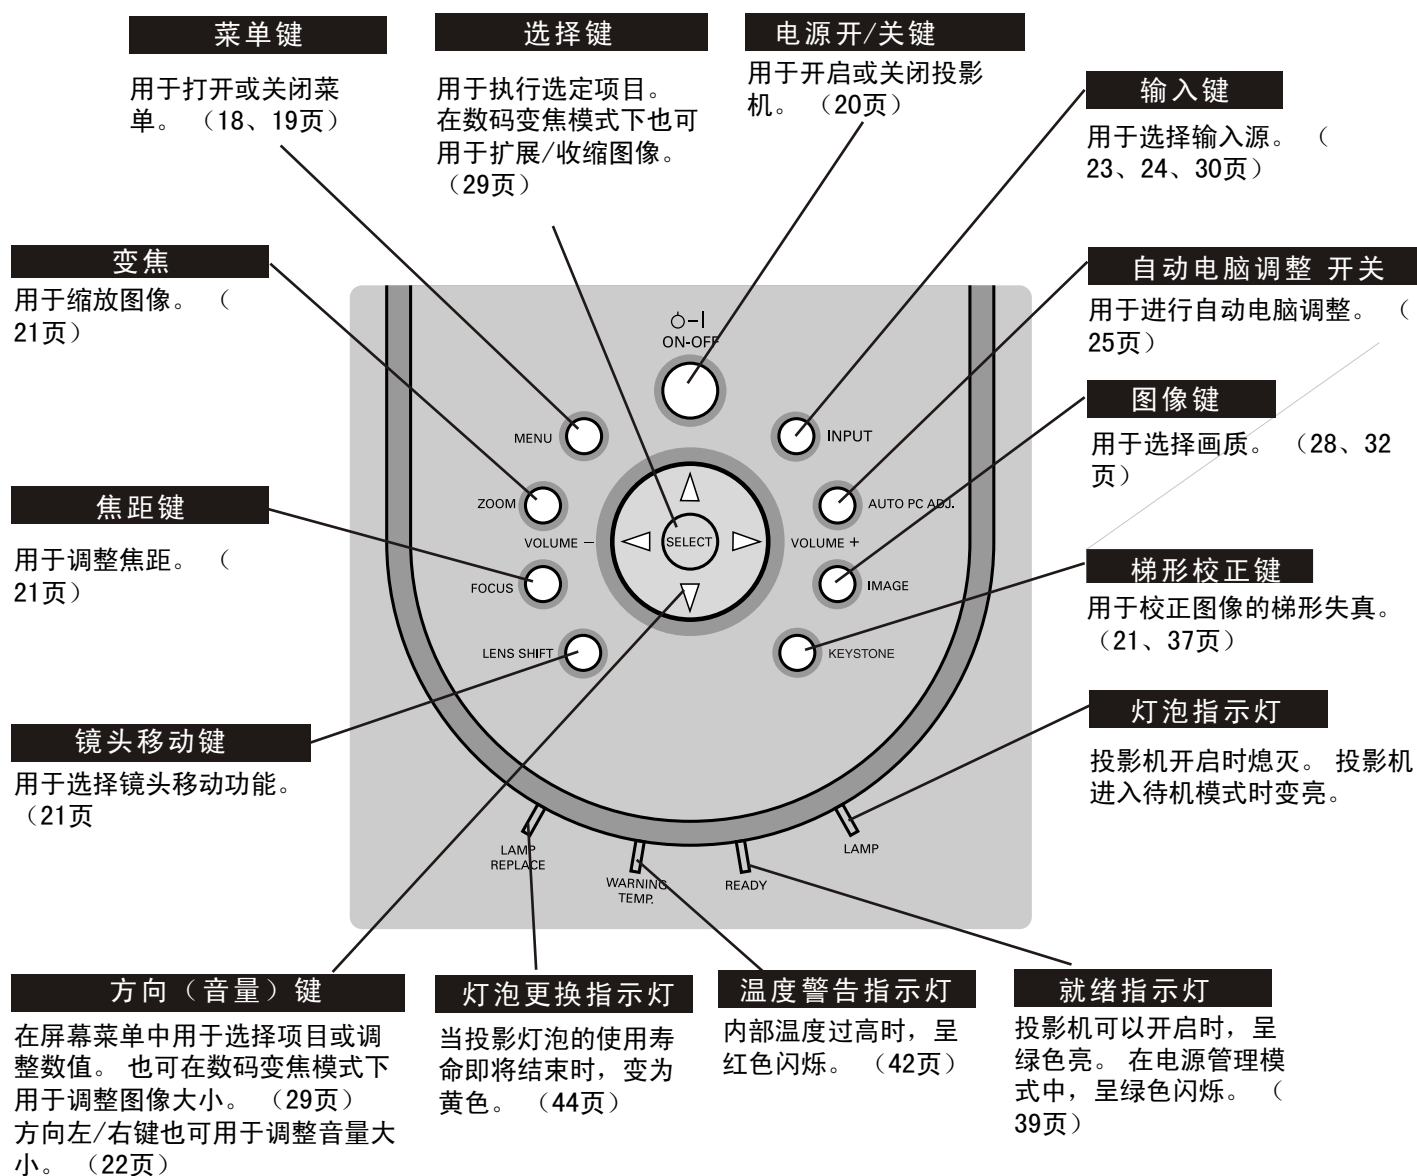 菜单键
用于打开或关闭菜
单。 （18、19页）
选择键
用于执行选定项目。
在数码变焦模式下也可
用于扩展/收缩图像。
（29页）
电源开/关键
用于开启或关闭投影
机。 （20页）
输入键
用于选择输入源。 （
23、24、30页）
变焦
用于缩放图像。 （
21页）
自动电脑调整 开关
用于进行自动电脑调整。 （
25页）
图像键
用于选择画质。 （28、32
页）
焦距键
用于调整焦距。 （
21页）
梯形校正键
用于校正图像的梯形失真。
（21、37页）
镜头移动键
用于选择镜头移动功能。
（21页
灯泡指示灯
投影机开启时熄灭。 投影机
进入待机模式时变亮。
ON-OFF
MENU
INPUT
ZOOM
AUTO PC ADJ.
VOLUME −
SELECT
VOLUME +
FOCUS
IMAGE
LENS SHIFT
KEYSTONE
LAMP
REPLACE
WARNING
TEMP.
READY
LAMP
方向（音量）键
在屏幕菜单中用于选择项目或调
整数值。 也可在数码变焦模式下
用于调整图像大小。 （29页）
方向左/右键也可用于调整音量大
小。 （22页）
灯泡更换指示灯
当投影灯泡的使用寿
命即将结束时，变为
黄色。 （44页）
温度警告指示灯
内部温度过高时，呈
红色闪烁。 （42页）
就绪指示灯
投影机可以开启时，呈
绿色亮。 在电源管理模
式中，呈绿色闪烁。 （
39页）